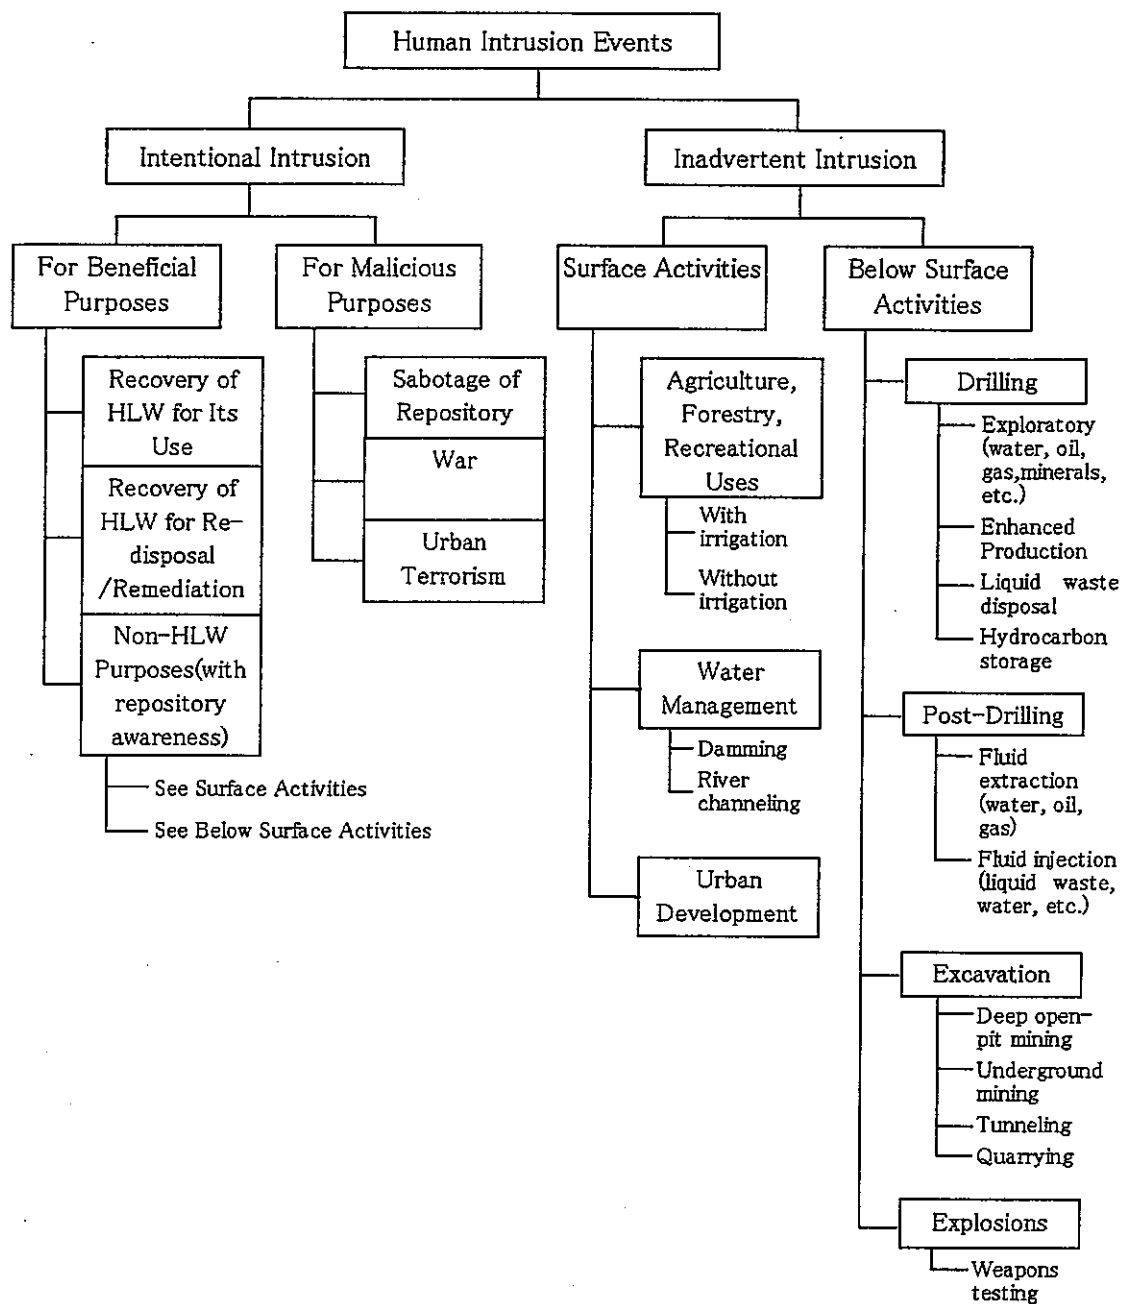 Human Intrusion Events
Intentional Intrusion
Inadvertent Intrusion
For Beneficial
Purposes
For Malicious
Purposes
Surface Activities
Below Surface
Activities
Recovery of
HLW for Its
Use
Recovery of
HLW for Re-
disposal
/Remediation
Non-HLW
Purposes(with
repository
awareness)
See Surface Activities
See Below Surface Activities
Sabotage of
Repository
War
Urban
Terrorism
Agriculture,
Forestry,
Recreational
Uses
With
irrigation
Without
irrigation
Water
Management
Damming
River
channeling
Urban
Development
Drilling
Exploratory
(water, oil,
gas,minerals,
etc.)
Enhanced
Production
Liquid waste
disposal
Hydrocarbon
storage
Post-Drilling
Fluid
extraction
(water, oil,
gas)
Fluid injection
(liquid waste,
water, etc.)
Excavation
Deep open-
pit mining
Underground
mining
Tunneling
Quarrying
Explosions
Weapons
testing